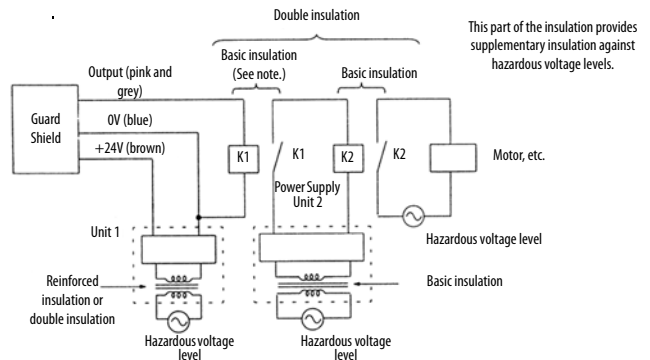 Double insulation
This part of the insulation provides
supplementary insulation against
hazardous voltage levels.
Basic insulation
(See note.)
Basic insulation
Output (pink and
grey)
Guard
Shield
0V (blue)
+24V (brown)
K1
K1
K2
K2
Motor, etc.
Power Supply
Unit 2
Unit 1
Hazardous voltage level
Reinforced
insulation or
double insulation
Basic insulation
Hazardous voltage
level
Hazardous voltage
level